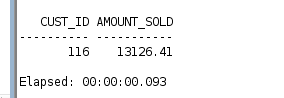 CUST_ID AMOUNT_SOLD
---------- -----------
116 13126.41
Elapsed: 00:00:00.093